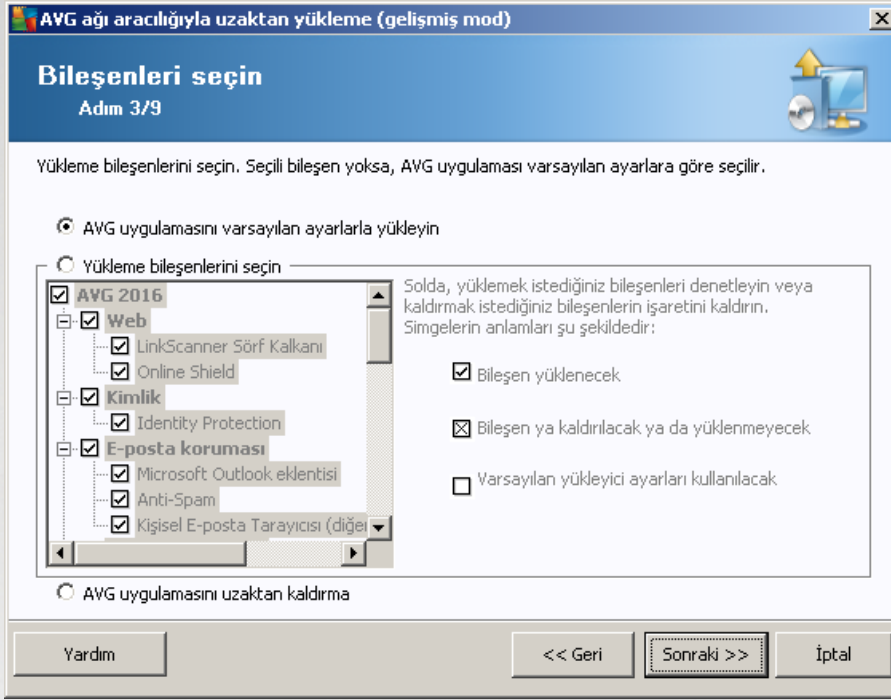 AVG ağı aracılığıyla uzaktan yükleme (gelişmiş mod)
Bileşenleri seçin
Adım 3/9
Yükleme bileşenlerini seçin. Seçili bileşen yoksa, AVG uygulaması varsayılan ayarlara göre seçilir.
AVG uygulamasını varsayılan ayarlarla yükleyin
Yükleme bileşenlerini seçin
AVG 2016
Web
LinkScanner Sörf Kalkanı
Online Shield
Kimlik
Identity Protection
E-posta koruması
Microsoft Outlook eklentisi
Anti-Spam
Kişisel E-posta Tarayıcısı (diğer
Solda, yüklemek istediğiniz bileşenleri denetleyin veya
kaldırmak istediğiniz bileşenlerin işaretini kaldırın.
Simgelerin anlamları şu şekildedir:
Bileşen yüklenecek
Bileşen ya kaldırılacak ya da yüklenmeyecek
Varsayılan yükleyici ayarları kullanılacak
AVG uygulamasını uzaktan kaldırma
Yardım
<< Geri
Sonraki >>
İptal